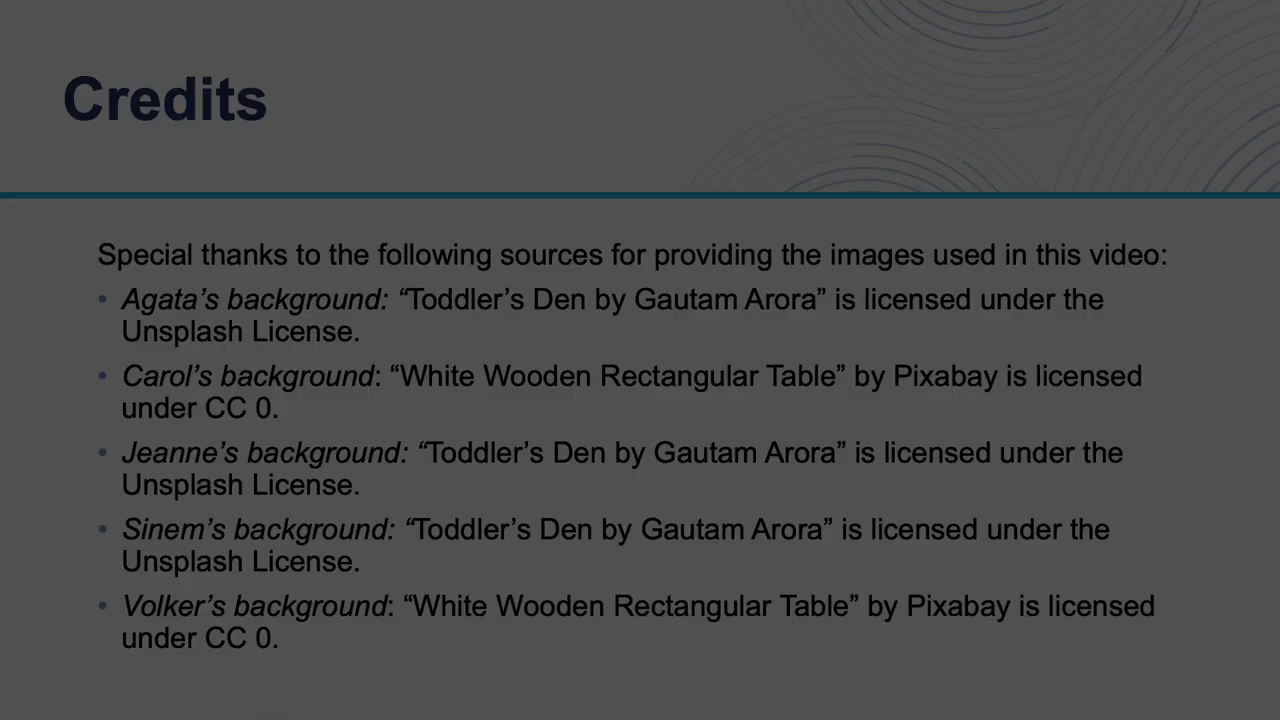 Credits
Special thanks to the following sources for providing the images used in this video:
• Agata’s background: “Toddler’s Den by Gautam Arora” is licensed under the
Unsplash License.
• Carol’s background: “White Wooden Rectangular Table” by Pixabay is licensed
under CC 0.
• Jeanne’s background: “Toddler’s Den by Gautam Arora” is licensed under the
Unsplash License.
• Sinem’s background: “Toddler’s Den by Gautam Arora” is licensed under the
Unsplash License.
• Volker’s background: “White Wooden Rectangular Table” by Pixabay is licensed
under CC 0.